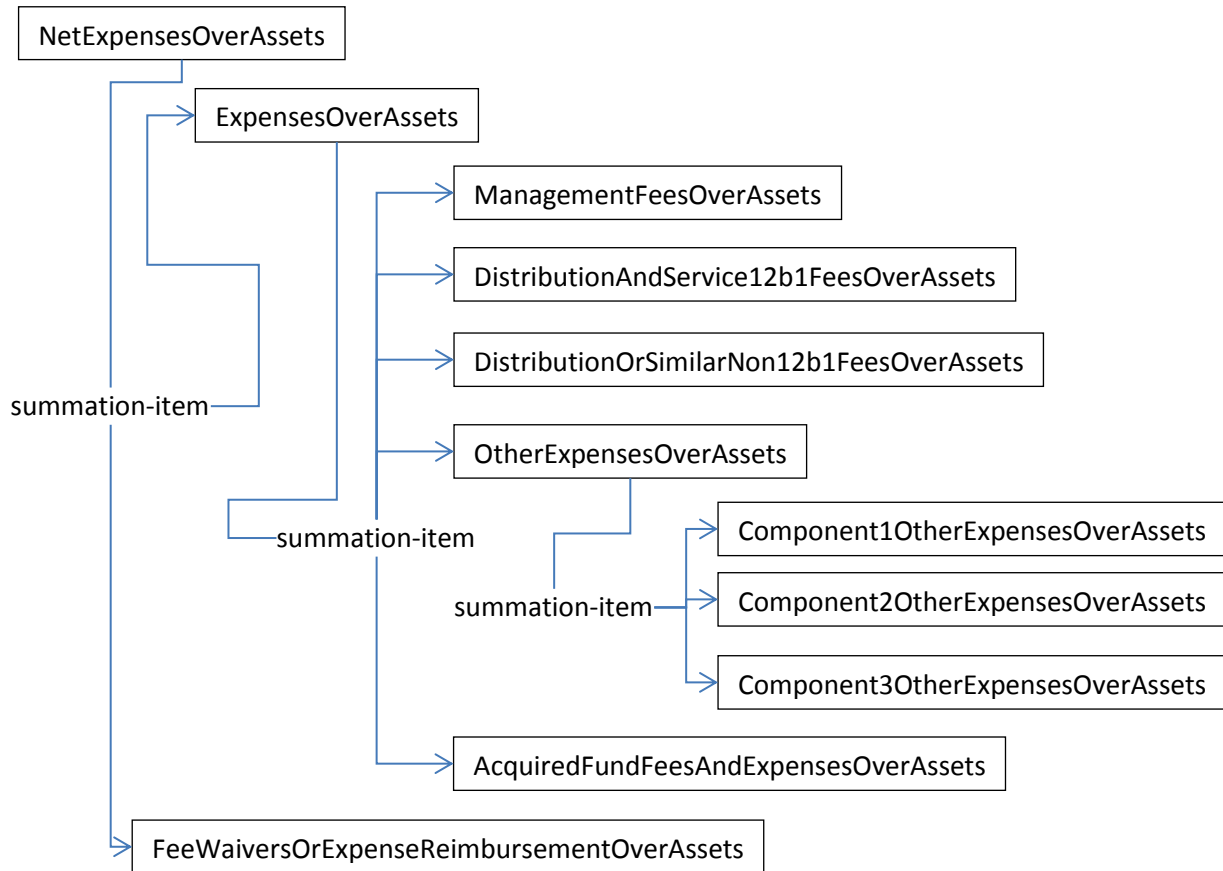 NetExpensesOverAssets
ExpensesOverAssets
ManagementFeesOverAssets
DistributionAndService12b1FeesOverAssets
DistributionOrSimilarNon12b1FeesOverAssets
summation-item
OtherExpensesOverAssets
summation-item
Component1OtherExpensesOverAssets
Component2OtherExpensesOverAssets
summation-item
Component3OtherExpensesOverAssets
AcquiredFundFeesAndExpensesOverAssets
FeeWaiversOrExpenseReimbursementOverAssets